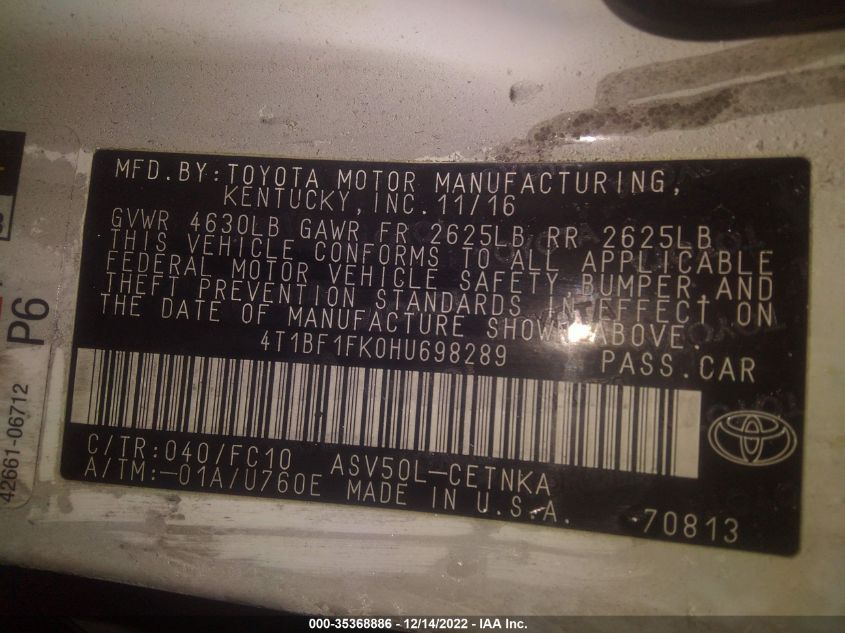 MFD.BY:TOYOTA MOTOR MANUFACTURING,
KENTUCKY, INC. 11/16
GVWR 4630LB GAWR FR 2625LB RR 2625LB
THIS VEHICLE CONFORMS TO ALL APPLICABLE
FEDERAL MOTOR VEHICLE SAFETY BUMPER AND
THEFT PREVENTION STANDARDS IN EFFECT ON
THE DATE OF MANUFACTURE SHOWN ABOVE.
4T1BF1FK0HU698289 PASS.CAR
C/TR:040/FC10 ASV50L-CETNKA
A/TM:-01A/U760E MADE IN U.S.A. 70813
42661-06712
P6
000-35368886 - 12/14/2022 - IAA Inc.